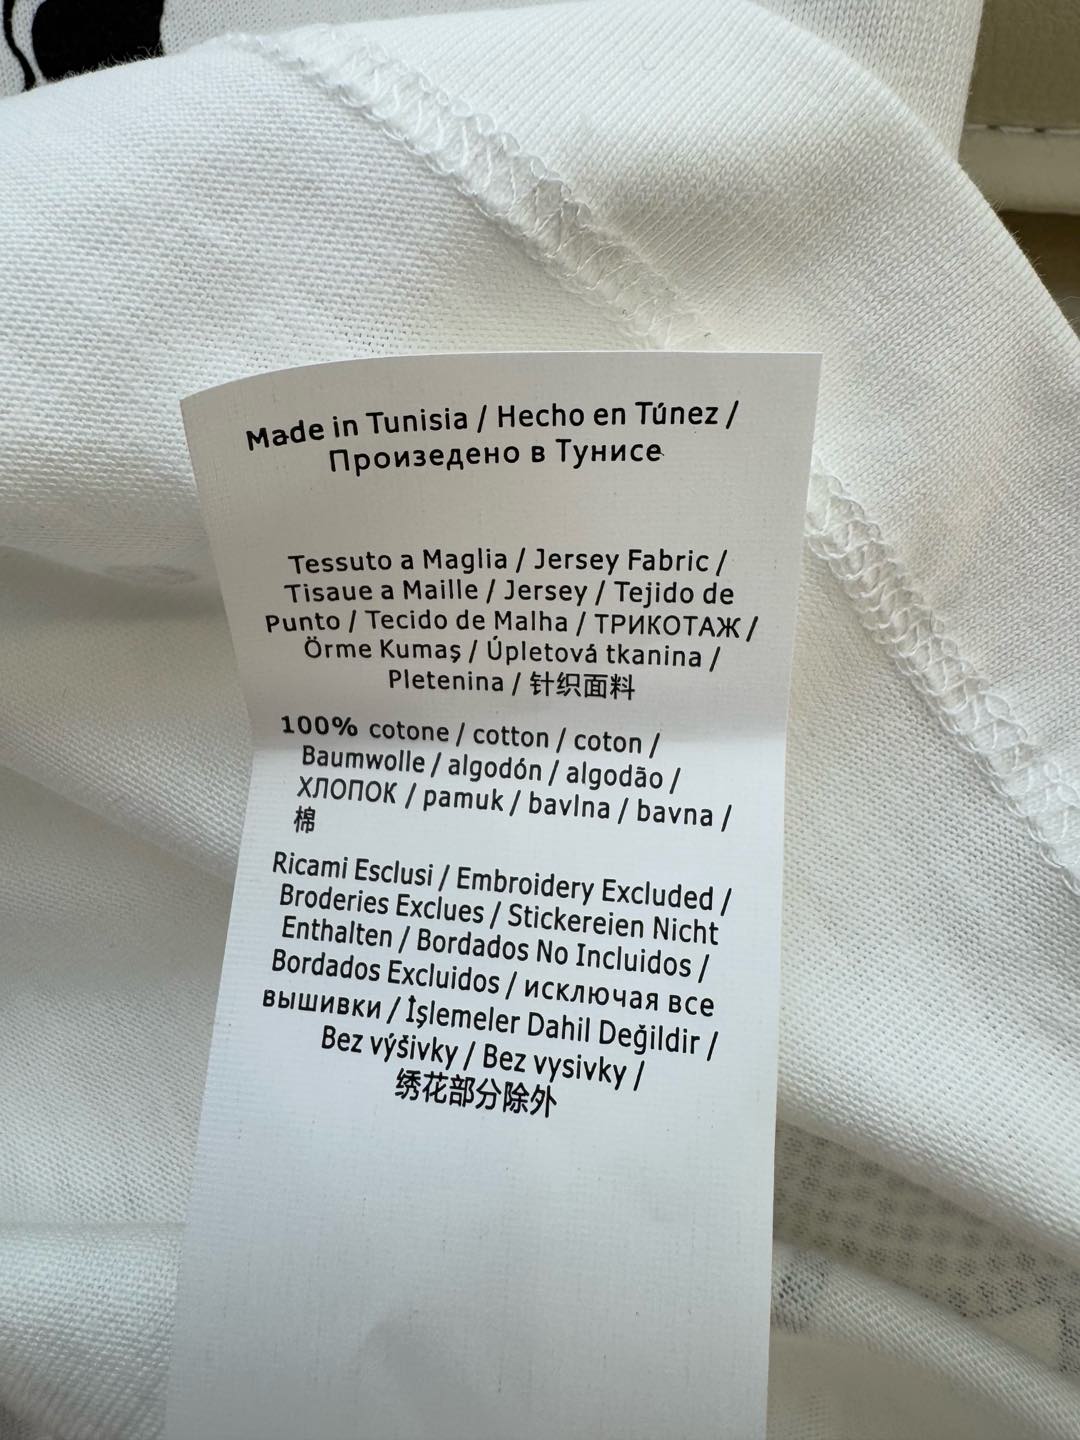 Made in Tunisia / Hecho en Túnez /
Произедено в Тунисе
Tessuto a Maglia / Jersey Fabric /
Tisaue a Maille / Jersey / Tejido de
Punto / Tecido de Malha / ТРИКОТАЖ /
Örme Kumaş / Úpletová tkanina /
Pletenina / 针织面料
100% cotone / cotton / coton /
Baumwolle / algodón / algodão /
ХЛОПОК / pamuk / bavlna / bavna /
棉
Ricami Esclusi / Embroidery Excluded /
Broderies Exclues / Stickereien Nicht
Enthalten / Bordados No Incluidos /
Bordados Excluidos / исключая все
вышивки / İşlemeler Dahil Değildir /
Bez výšivky / Bez vysivky /
绣花部分除外